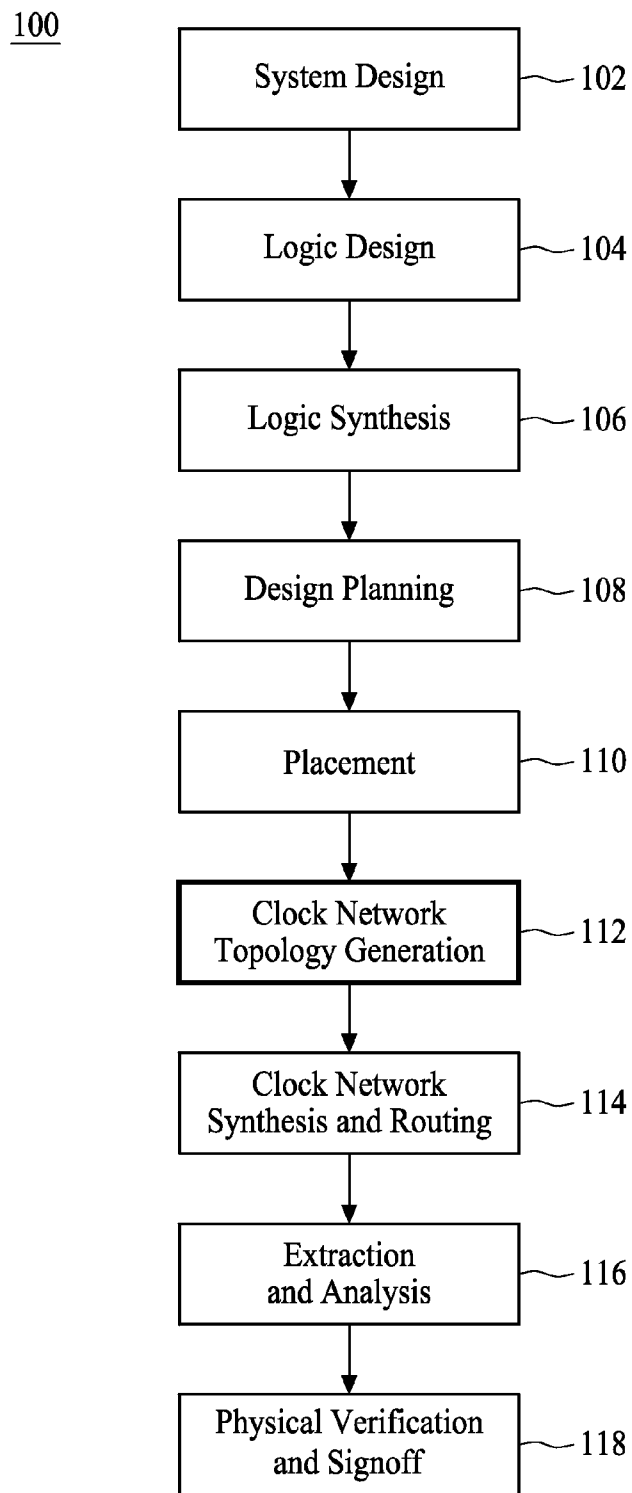 100
System Design
102
Logic Design
104
Logic Synthesis
106
Design Planning
108
Placement
110
Clock Network
Topology Generation
112
Clock Network
Synthesis and Routing
114
Extraction
and Analysis
116
Physical Verification
and Signoff
118